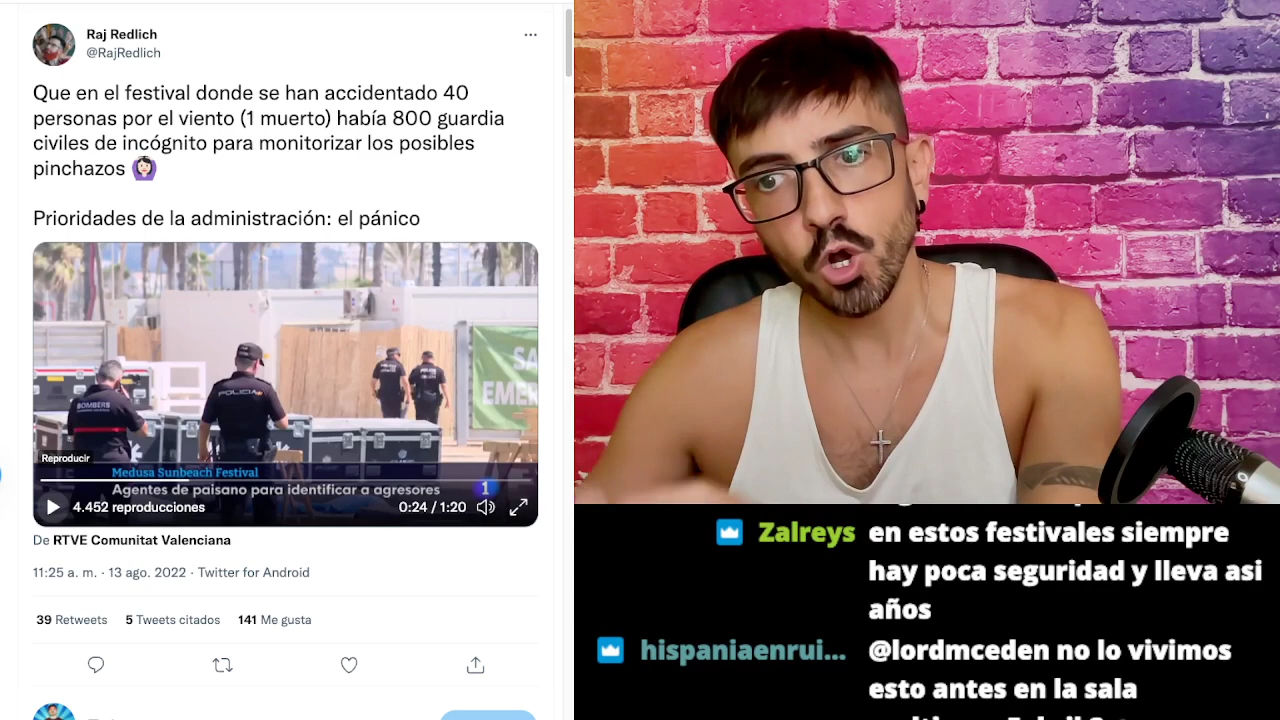 Raj Redlich
@RajRedlich
Que en el festival donde se han accidentado 40
personas por el viento (1 muerto) había 800 guardia
civiles de incógnito para monitorizar los posibles
pinchazos
Prioridades de la administración: el pánico
BOMBERS
POLICIA
POLICIA
SA
EMER
Reproducir
Medusa Sunbeach Festival
Agentes de paisano para identificar a agresores
1
4.452 reproducciones
0:24 / 1:20
De RTVE Comunitat Valenciana
11:25 a. m. · 13 ago. 2022 · Twitter for Android
39 Retweets 5 Tweets citados 141 Me gusta
Zalreys en estos festivales siempre
hay poca seguridad y lleva asi
años
hispaniaenrui... @lordmceden no lo vivimos
esto antes en la sala